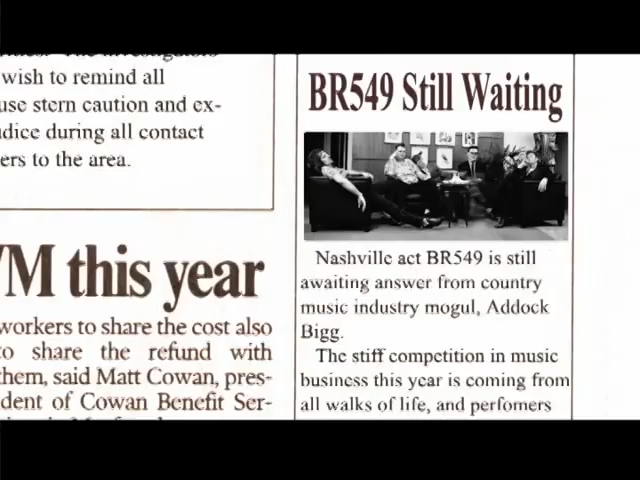 wish to remind all
use stern caution and ex-
udice during all contact
ers to the area.
M this year
workers to share the cost also
to share the refund with
them, said Matt Cowan, pres-
dent of Cowan Benefit Ser-
BR549 Still Waiting
Nashville act BR549 is still
awaiting answer from country
music industry mogul, Addock
Bigg.
The stiff competition in music
business this year is coming from
all walks of life, and perfomers